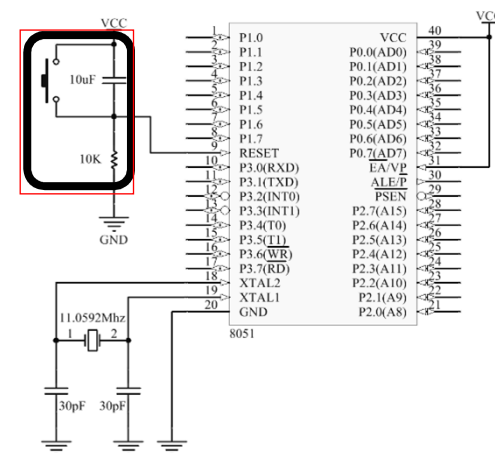 VCC
10uF
10K
GND
1 P1.0
2 P1.1
3 P1.2
4 P1.3
5 P1.4
6 P1.5
7 P1.6
8 P1.7
9 RESET
10 P3.0(RXD)
11 P3.1(TXD)
12 P3.2(INT0)
13 P3.3(INT1)
14 P3.4(T0)
15 P3.5(T1)
16 P3.6(WR)
17 P3.7(RD)
18 XTAL2
19 XTAL1
20 GND
VCC
VCC 40
P0.0(AD0) 39
P0.1(AD1) 38
P0.2(AD2) 37
P0.3(AD3) 36
P0.4(AD4) 35
P0.5(AD5) 34
P0.6(AD6) 33
P0.7(AD7) 32
EA/VP 31
ALE/P 30
PSEN 29
P2.7(A15) 28
P2.6(A14) 27
P2.5(A13) 26
P2.4(A12) 25
P2.3(A11) 24
P2.2(A10) 23
P2.1(A9) 22
P2.0(A8) 21
8051
11.0592Mhz
1 2
30pF 30pF